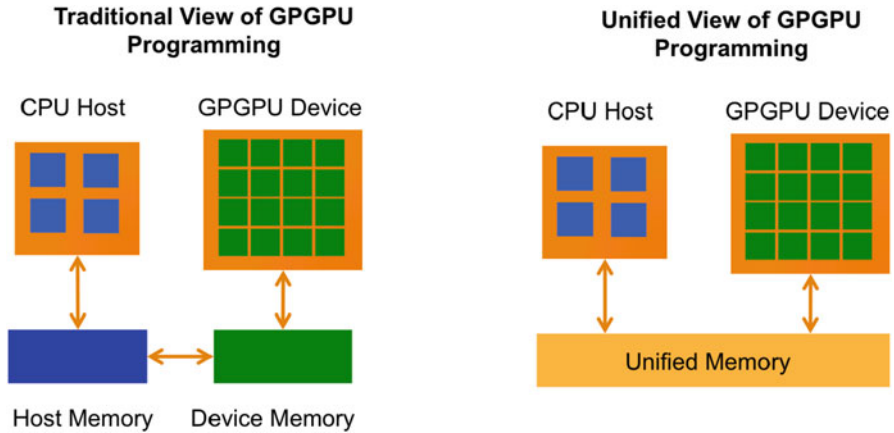 Traditional View of GPGPU
Programming
CPU Host
GPGPU Device
Host Memory
Device Memory
Unified View of GPGPU
Programming
CPU Host
GPGPU Device
Unified Memory